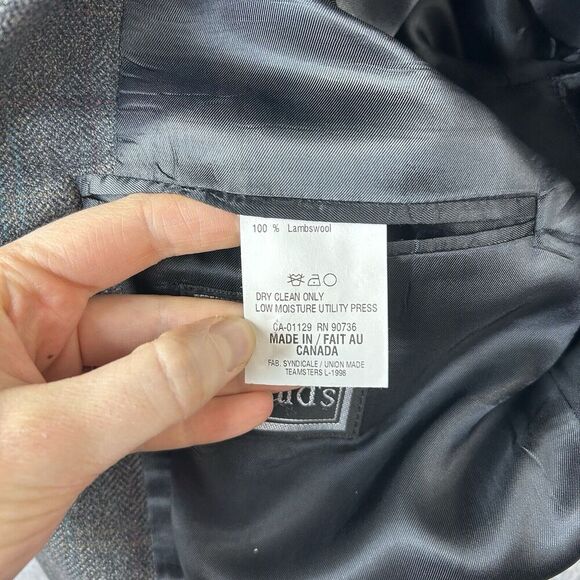 100 % Lambswool
DRY CLEAN ONLY
LOW MOISTURE UTILITY PRESS
CA-01129 RN 90736
MADE IN / FAIT AU
CANADA
FAB. SYNDICALE / UNION MADE
TEAMSTERS L-1998